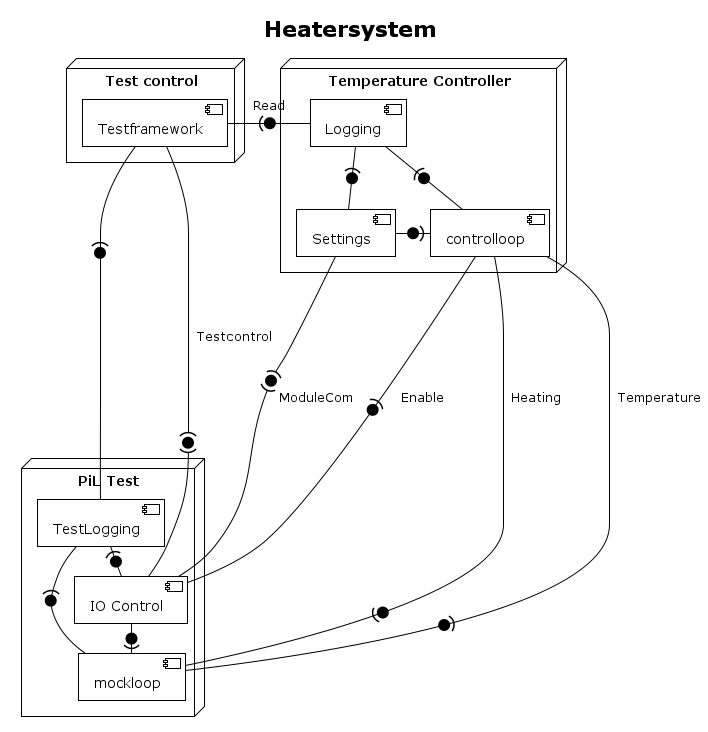 Heatersystem
Test control
Temperature Controller
Read
Testframework
Logging
Settings
controlloop
Testcontrol
ModuleCom
Enable
Heating
Temperature
PiL Test
TestLogging
IO Control
mockloop